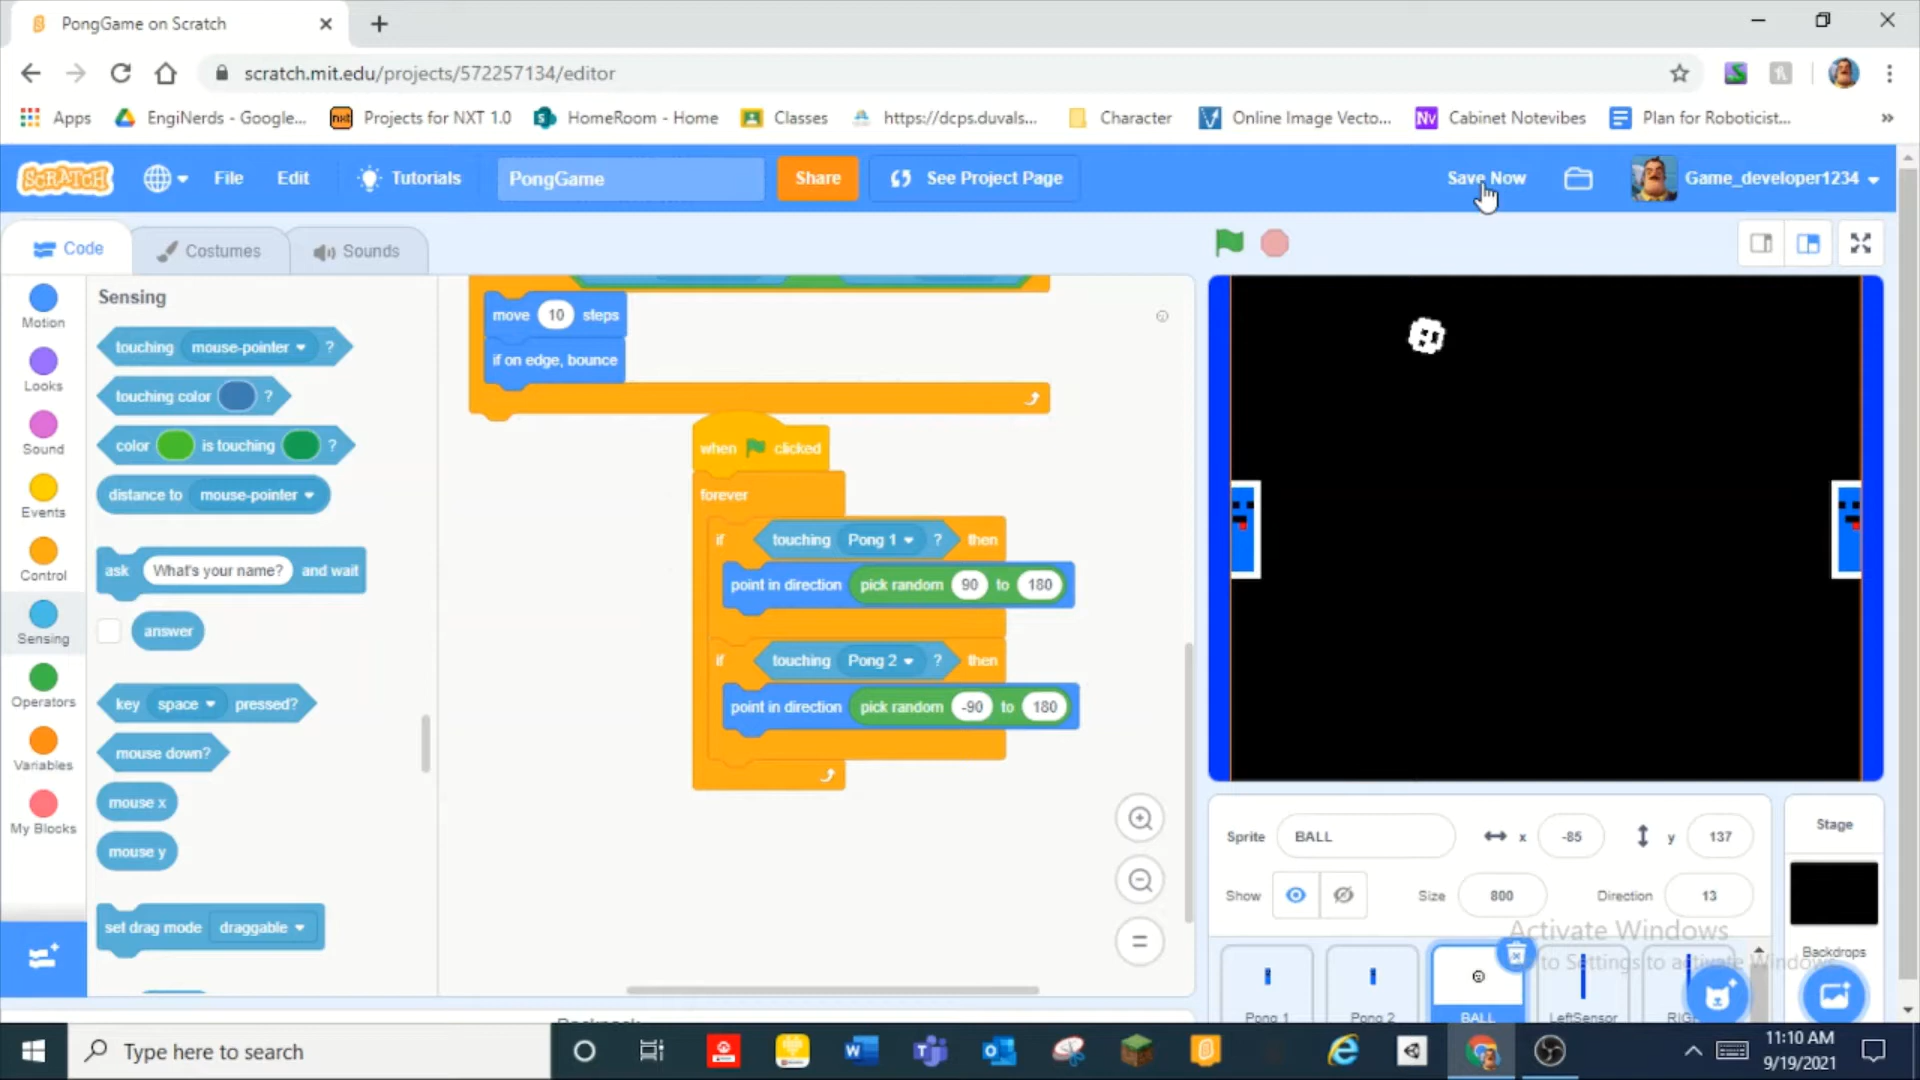 PongGame on Scratch
scratch.mit.edu/projects/572257134/editor
Apps
EngiNerds - Google...
Projects for NXT 1.0
HomeRoom - Home
Classes
https://dcps.duvals...
Character
Online Image Vecto...
Cabinet Notevibes
Plan for Roboticist...
»
SCRATCH
File
Edit
Tutorials
PongGame
Share
See Project Page
Save Now
Game_developer1234
Code
Costumes
Sounds
Motion
Looks
Sound
Events
Control
Sensing
Operators
Variables
My Blocks
Sensing
touching mouse-pointer ?
touching color ?
color is touching ?
distance to mouse-pointer
ask What's your name? and wait
answer
key space pressed?
mouse down?
mouse x
mouse y
set drag mode draggable
move 10 steps
if on edge, bounce
when clicked
forever
if touching Pong 1 ? then
point in direction pick random 90 to 180
if touching Pong 2 ? then
point in direction pick random -90 to 180
Sprite BALL x -85 y 137
Show Size 800 Direction 13
Stage
Backdrops
Activate Windows
to Settings to activate Windows.
Pong 1
Pong 2
BALL
LeftSensor
Type here to search
11:10 AM
9/19/2021